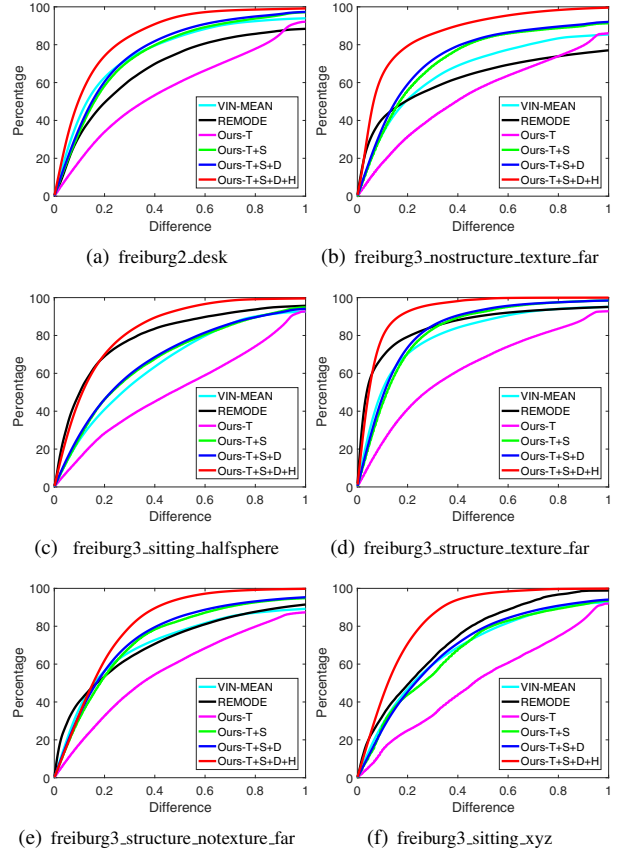 100
80
60
40
20
0
Percentage
VIN-MEAN
REMODE
Ours-T
Ours-T+S
Ours-T+S+D
Ours-T+S+D+H
0 0.2 0.4 0.6 0.8 1
Difference
(a) freiburg2_desk
100
80
60
40
20
0
Percentage
VIN-MEAN
REMODE
Ours-T
Ours-T+S
Ours-T+S+D
Ours-T+S+D+H
0 0.2 0.4 0.6 0.8 1
Difference
(b) freiburg3_nostructure_texture_far
100
80
60
40
20
0
Percentage
VIN-MEAN
REMODE
Ours-T
Ours-T+S
Ours-T+S+D
Ours-T+S+D+H
0 0.2 0.4 0.6 0.8 1
Difference
(c) freiburg3_sitting_halfsphere
100
80
60
40
20
0
Percentage
VIN-MEAN
REMODE
Ours-T
Ours-T+S
Ours-T+S+D
Ours-T+S+D+H
0 0.2 0.4 0.6 0.8 1
Difference
(d) freiburg3_structure_texture_far
100
80
60
40
20
0
Percentage
VIN-MEAN
REMODE
Ours-T
Ours-T+S
Ours-T+S+D
Ours-T+S+D+H
0 0.2 0.4 0.6 0.8 1
Difference
(e) freiburg3_structure_notexture_far
100
80
60
40
20
0
Percentage
VIN-MEAN
REMODE
Ours-T
Ours-T+S
Ours-T+S+D
Ours-T+S+D+H
0 0.2 0.4 0.6 0.8 1
Difference
(f) freiburg3_sitting_xyz